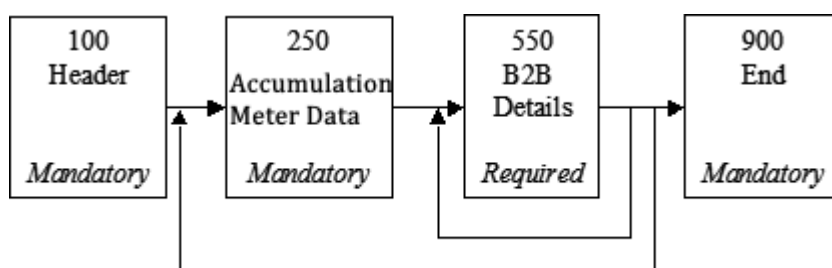 100
Header
Mandatory
250
Accumulation
Meter Data
Mandatory
550
B2B
Details
Required
900
End
Mandatory